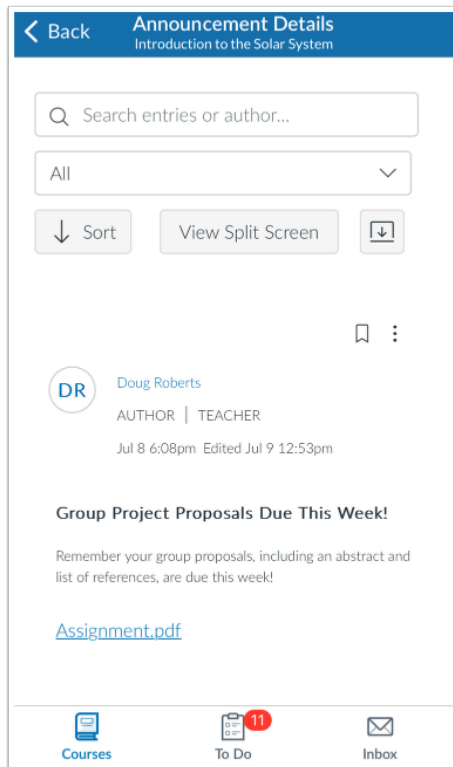 Back
Announcement Details
Introduction to the Solar System
Search entries or author...
All
Sort
View Split Screen
DR
Doug Roberts
AUTHOR | TEACHER
Jul 8 6:08pm Edited Jul 9 12:53pm
Group Project Proposals Due This Week!
Remember your group proposals, including an abstract and
list of references, are due this week!
Assignment.pdf
11
Courses
To Do
Inbox